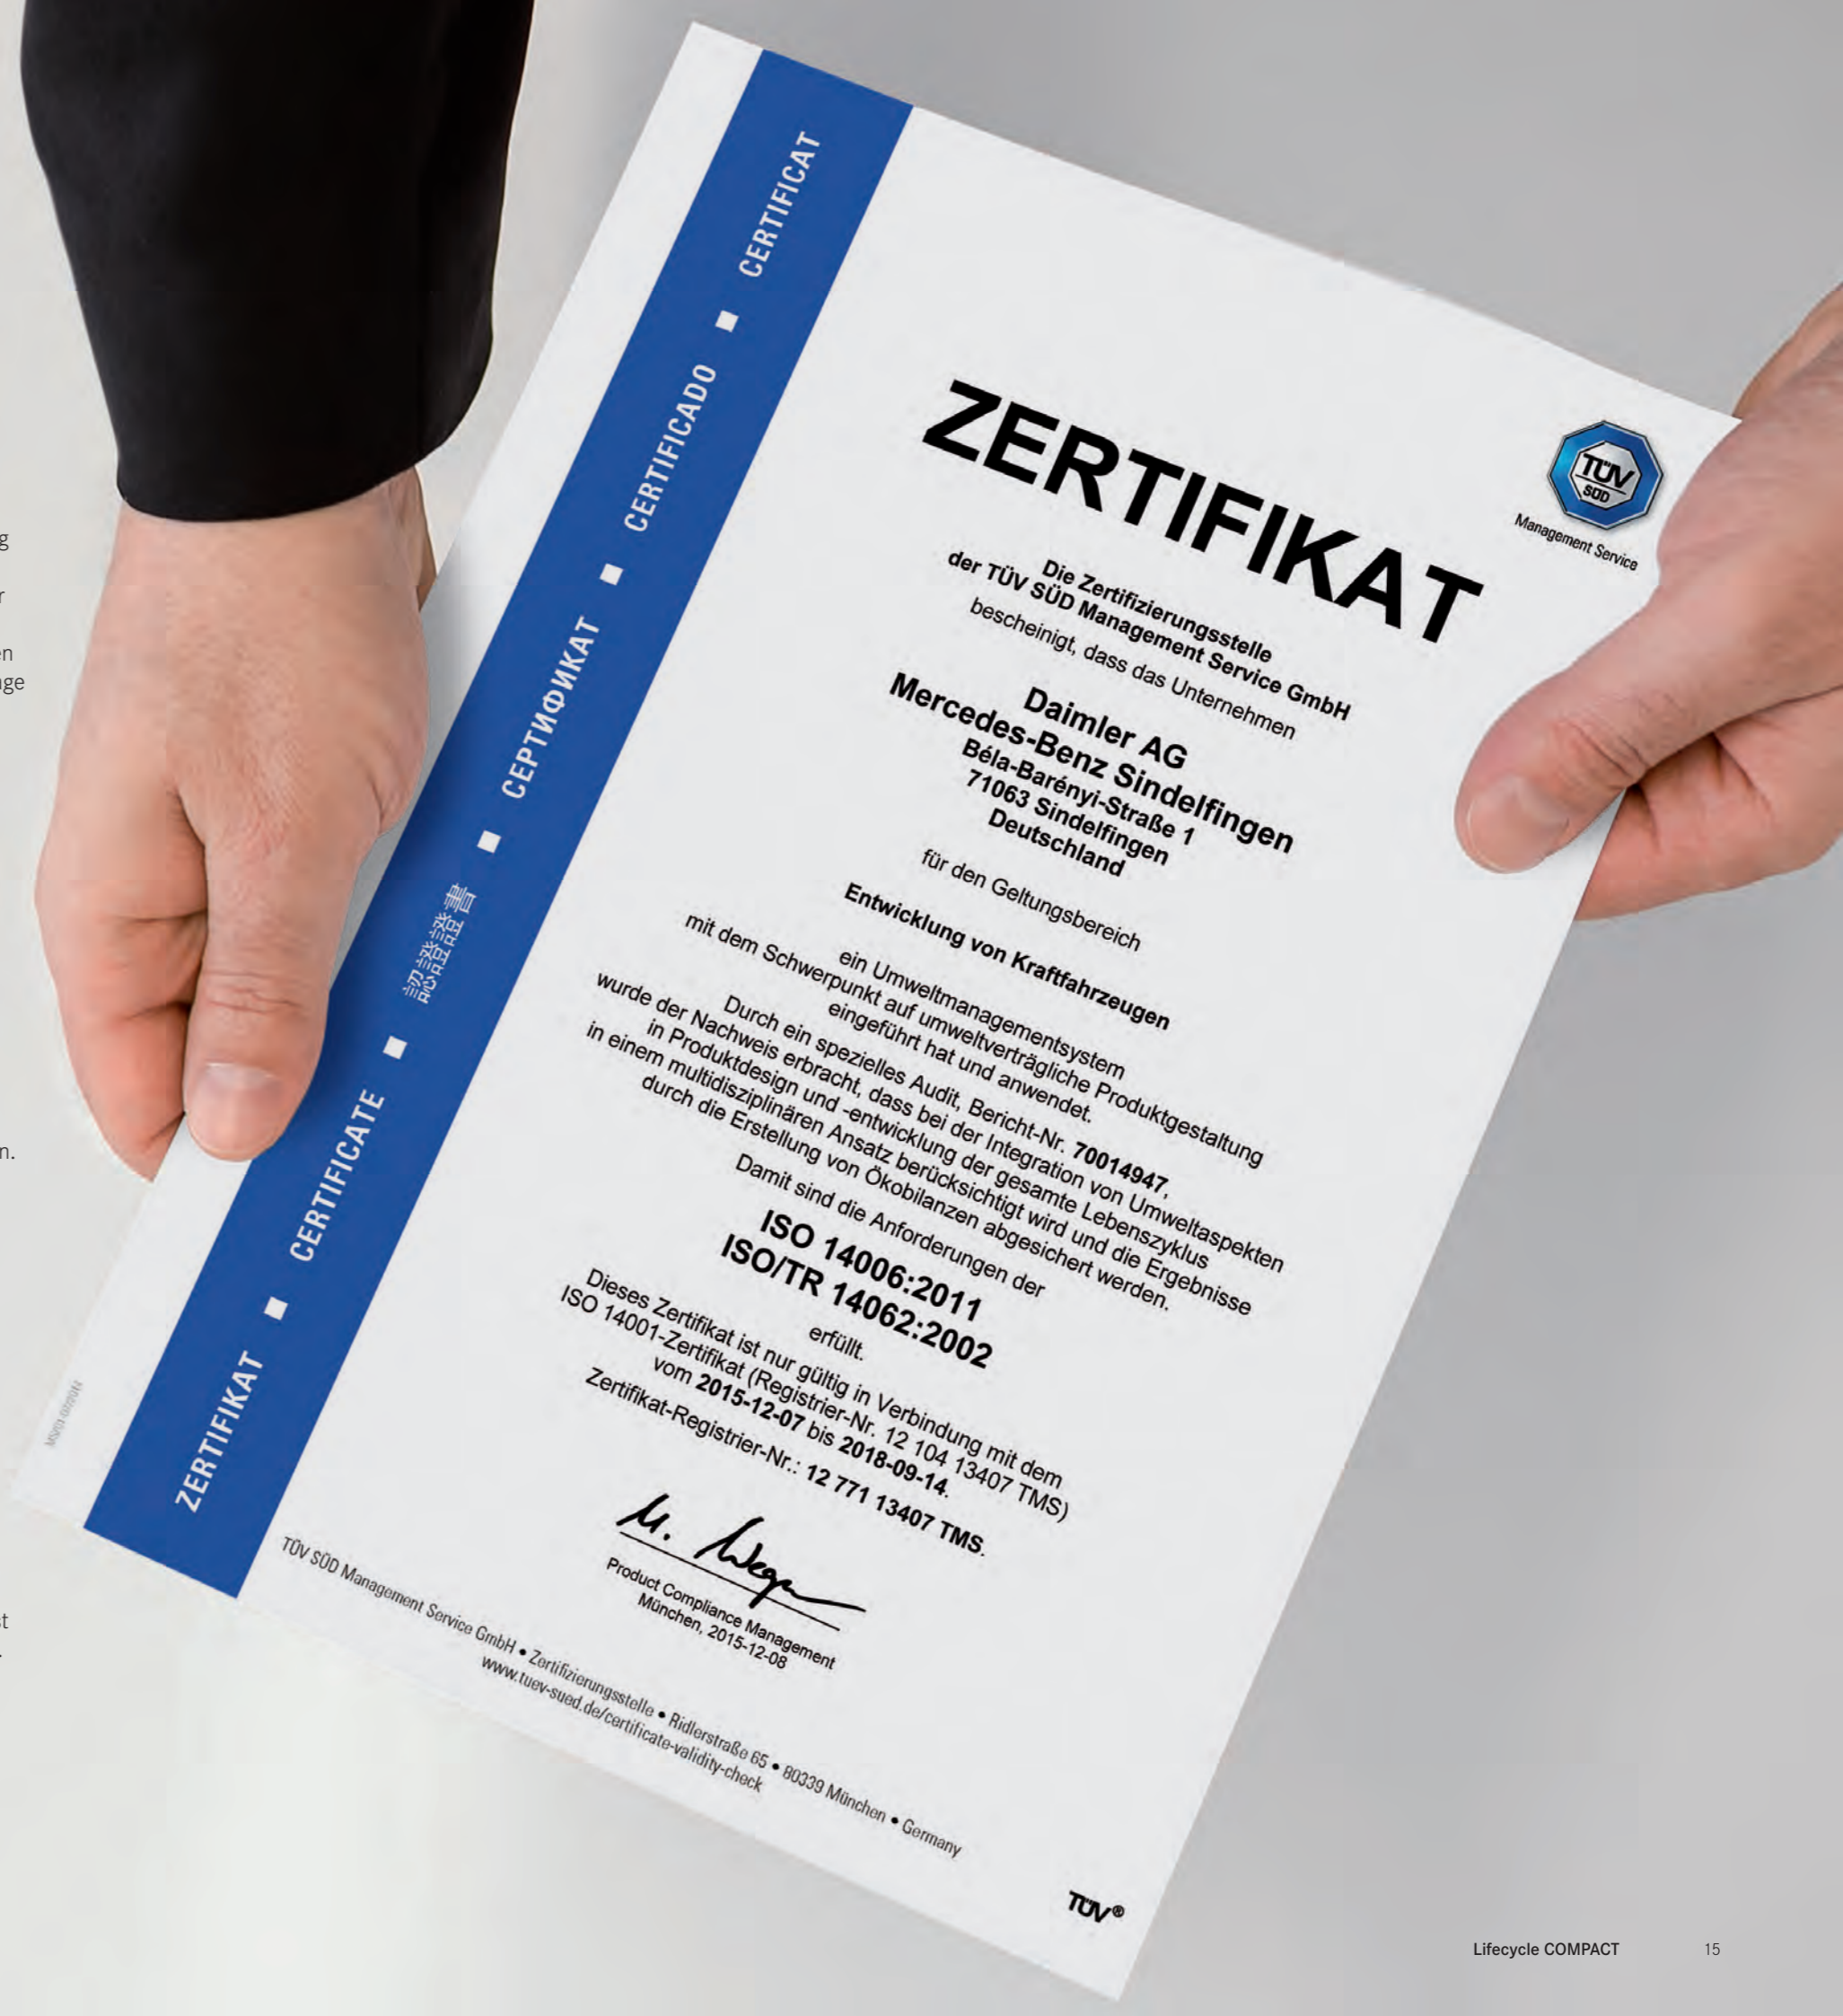 g
r
en
nge
n.
st
.
CERTIFICAT
CERTIFICADO
СЕРТИФИКАТ
認證證書
CERTIFICATE
ZERTIFIKAT
TÜV
SÜD
Management Service
ZERTIFIKAT
Die Zertifizierungsstelle
der TÜV SÜD Management Service GmbH
bescheinigt, dass das Unternehmen
Daimler AG
Mercedes-Benz Sindelfingen
Béla-Barényi-Straße 1
71063 Sindelfingen
Deutschland
für den Geltungsbereich
Entwicklung von Kraftfahrzeugen
ein Umweltmanagementsystem
mit dem Schwerpunkt auf umweltverträgliche Produktgestaltung
eingeführt hat und anwendet.
Durch ein spezielles Audit, Bericht-Nr. 70014947,
wurde der Nachweis erbracht, dass bei der Integration von Umweltaspekten
in Produktdesign und -entwicklung der gesamte Lebenszyklus
in einem multidisziplinären Ansatz berücksichtigt wird und die Ergebnisse
durch die Erstellung von Ökobilanzen abgesichert werden.
Damit sind die Anforderungen der
ISO 14006:2011
ISO/TR 14062:2002
erfüllt.
Dieses Zertifikat ist nur gültig in Verbindung mit dem
ISO 14001-Zertifikat (Registrier-Nr. 12 104 13407 TMS)
vom 2015-12-07 bis 2018-09-14.
Zertifikat-Registrier-Nr.: 12 771 13407 TMS.
Product Compliance Management
München, 2015-12-08
TÜV SÜD Management Service GmbH • Zertifizierungsstelle • Ridlerstraße 65 • 80339 München • Germany
www.tuev-sued.de/certificate-validity-check
TÜV®
Lifecycle COMPACT 15